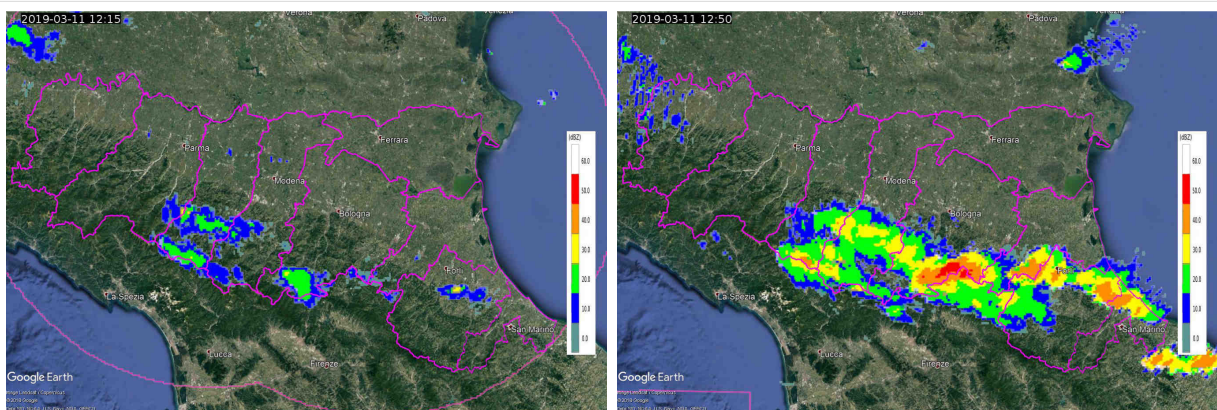 2019-03-11 12:15
Verona
Padova
Venezia
Parma
Ferrara
Modena
Bologna
Forlì
La Spezia
San Marino
Lucca
Firenze
Google Earth
(dBZ)
60.0
50.0
40.0
30.0
20.0
10.0
0.0
2019-03-11 12:50
Verona
Padova
Parma
Ferrara
Modena
Bologna
La Spezia
San Marino
Lucca
Firenze
Google Earth
(dBZ)
60.0
50.0
40.0
30.0
20.0
10.0
0.0